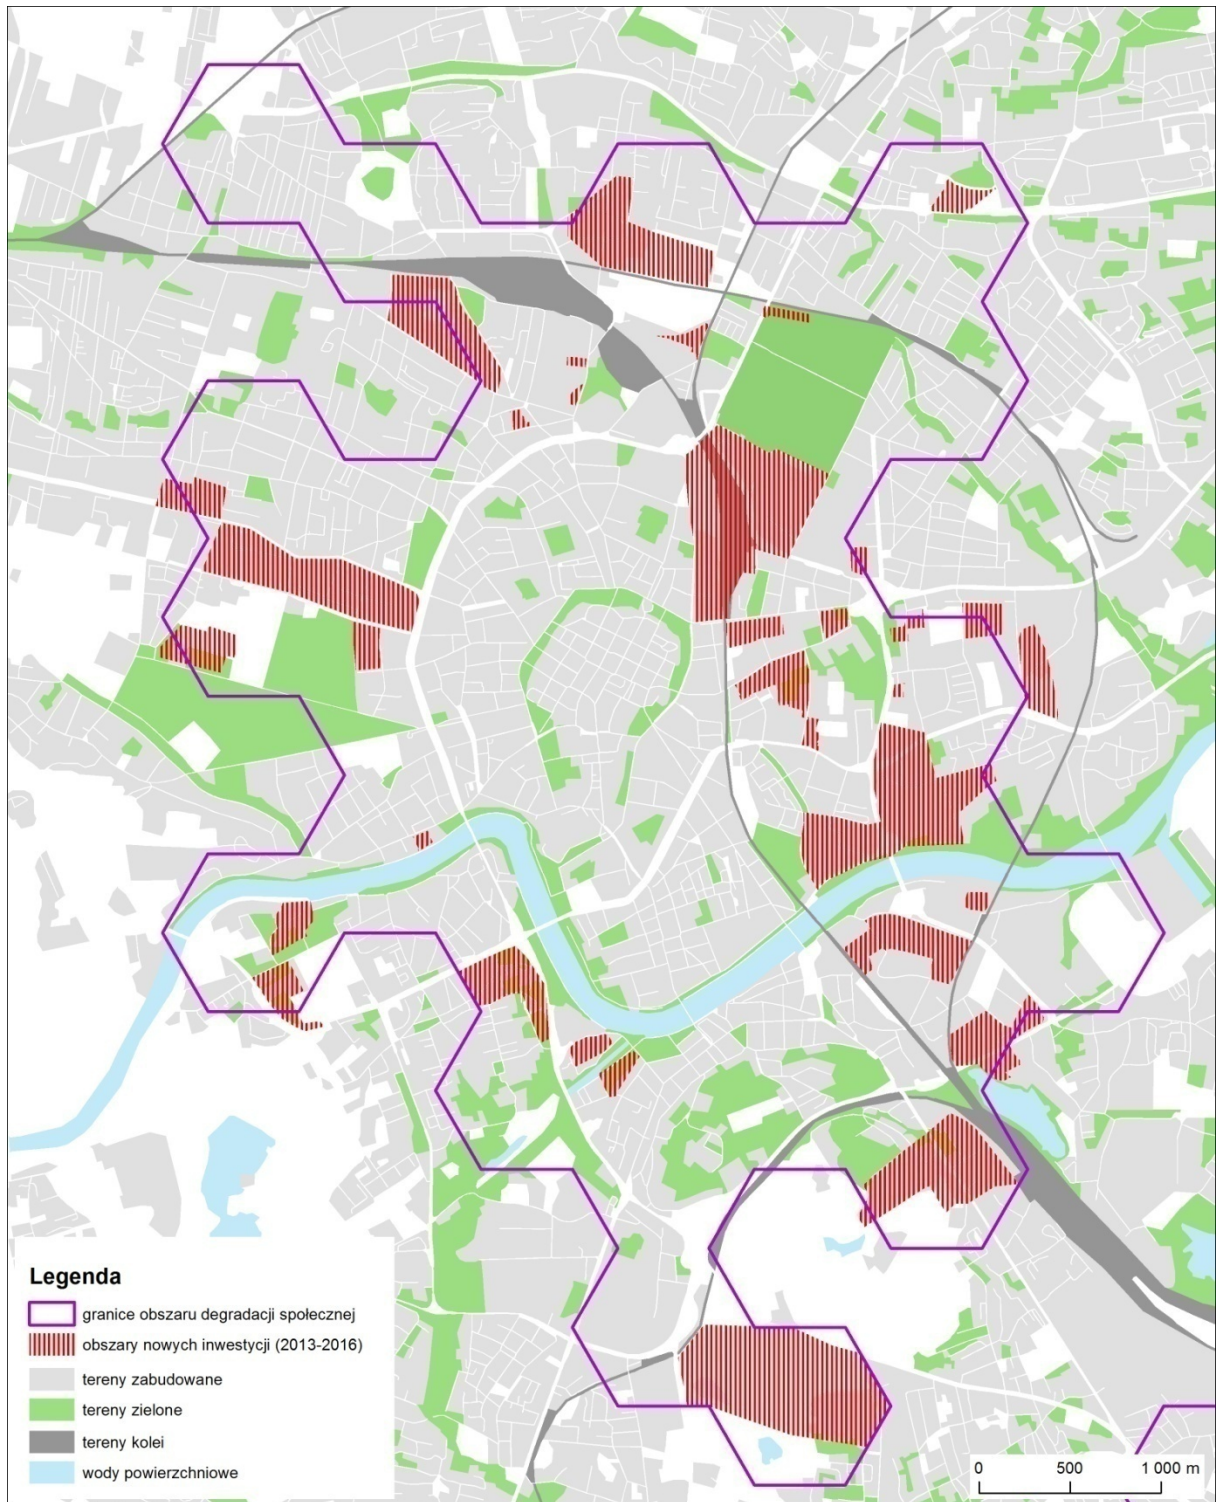 Legenda
granice obszaru degradacji społecznej
obszary nowych inwestycji (2013-2016)
tereny zabudowane
tereny zielone
tereny kolei
wody powierzchniowe
0 500 1 000 m